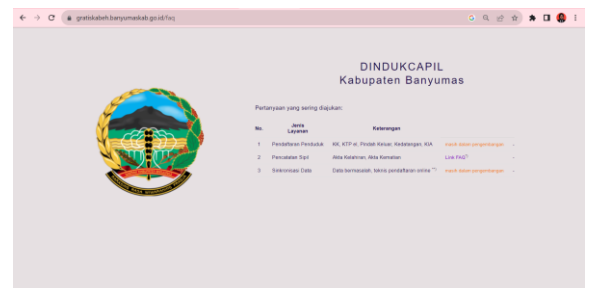 gratiskabeh.banyumaskab.go.id/faq
DINDUKCAPIL
Kabupaten Banyumas
Pertanyaan yang sering diajukan:
No. Jenis Layanan Keterangan
1 Pendaftaran Penduduk KK, KTP-el, Pindah Keluar, Kedatangan, KIA masih dalam pengembangan -
2 Pencatatan Sipil Akta Kelahiran, Akta Kematian Link FAQ -
3 Sinkronisasi Data Data bermasalah, teknis pendaftaran online masih dalam pengembangan -